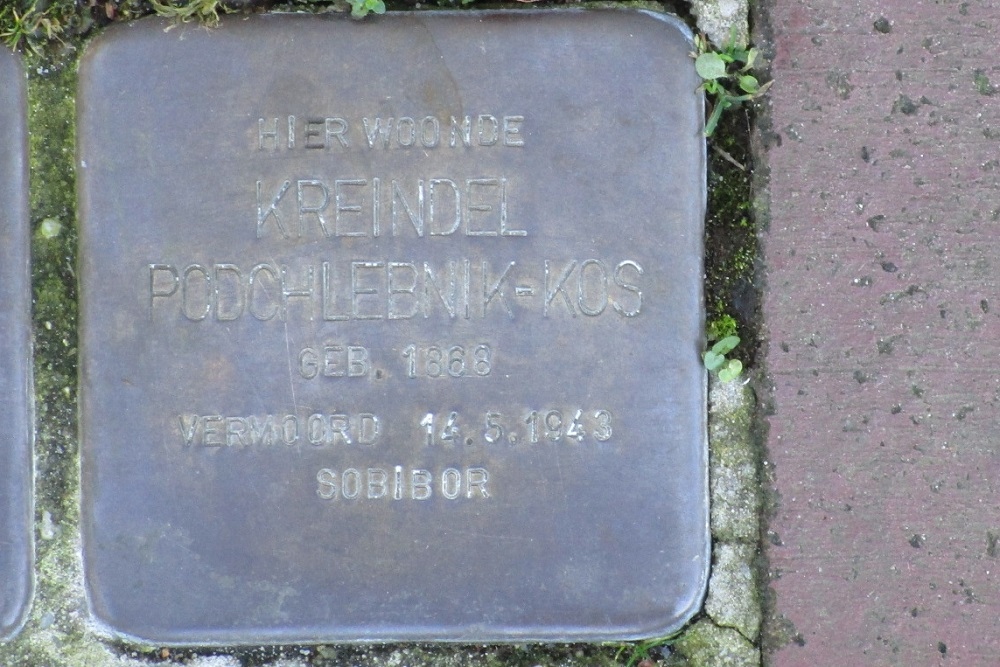 HIER WOONDE
KREINDEL
PODCHLEBNIK-KOS
GEB. 1868
VERMOORD 14.5.1943
SOBIBOR